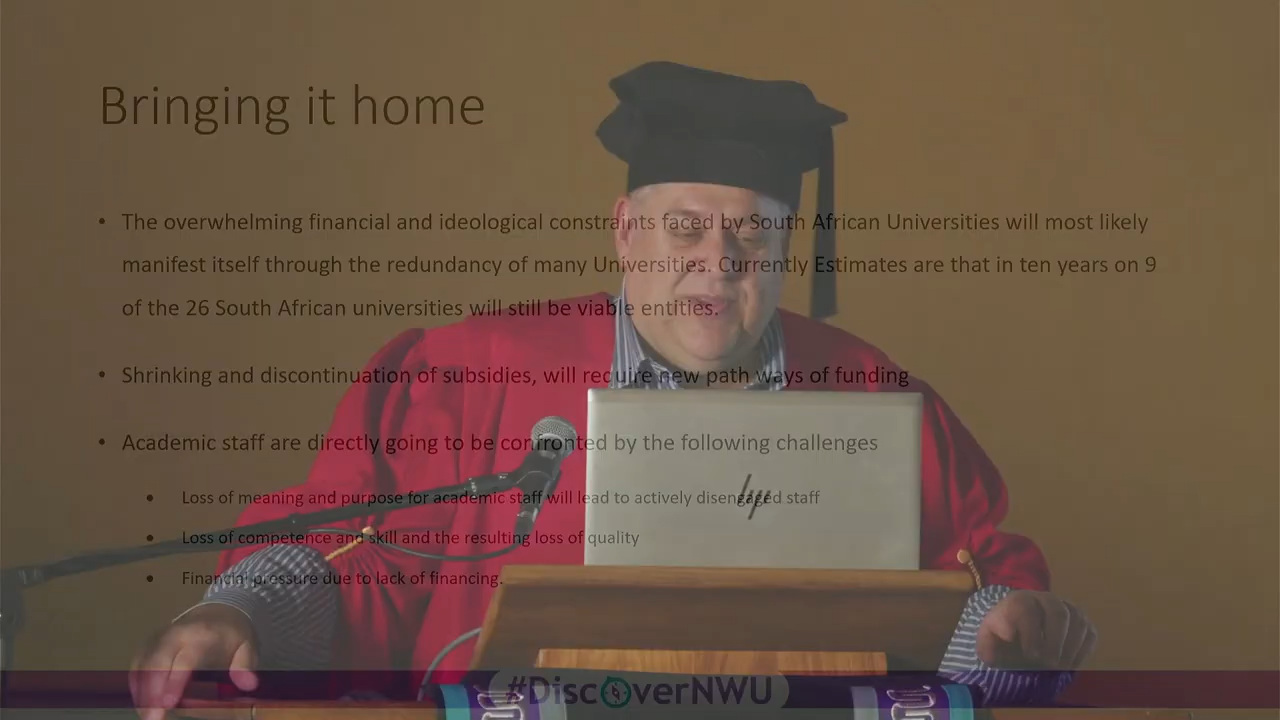 Bringing it home
• The overwhelming financial and ideological constraints faced by South African Universities will most likely
manifest itself through the redundancy of many Universities. Currently Estimates are that in ten years on 9
of the 26 South African universities will still be viable entities.
• Shrinking and discontinuation of subsidies, will require new path ways of funding
• Academic staff are directly going to be confronted by the following challenges
• Loss of meaning and purpose for academic staff will lead to actively disengaged staff
hp
• Loss of competence and skill and the resulting loss of quality
• Financial pressure due to lack of financing.
#DiscoverNWU